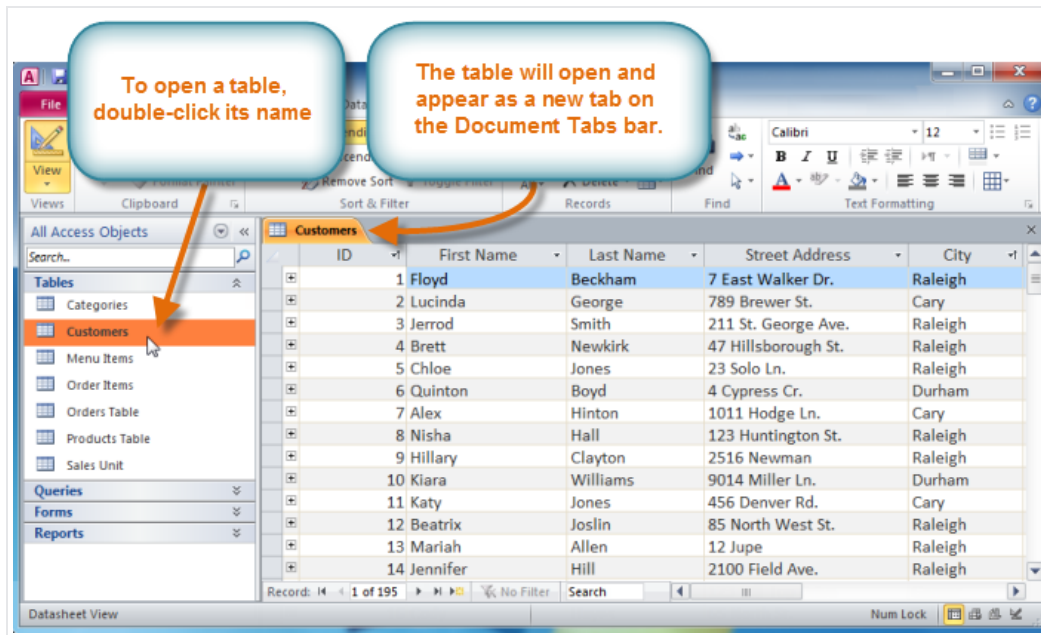 To open a table,
double-click its name
The table will open and
appear as a new tab on
the Document Tabs bar.
File
View
Format Painter
Remove Sort
Toggle Filter
Delete
Calibri
12
B I U
A
Views
Clipboard
Sort & Filter
Records
Find
Text Formatting
All Access Objects
Search...
Tables
Categories
Customers
Menu Items
Order Items
Orders Table
Products Table
Sales Unit
Queries
Forms
Reports
Customers
ID First Name Last Name Street Address City
1 Floyd Beckham 7 East Walker Dr. Raleigh
2 Lucinda George 789 Brewer St. Cary
3 Jerrod Smith 211 St. George Ave. Raleigh
4 Brett Newkirk 47 Hillsborough St. Raleigh
5 Chloe Jones 23 Solo Ln. Raleigh
6 Quinton Boyd 4 Cypress Cr. Durham
7 Alex Hinton 1011 Hodge Ln. Cary
8 Nisha Hall 123 Huntington St. Raleigh
9 Hillary Clayton 2516 Newman Raleigh
10 Kiara Williams 9014 Miller Ln. Durham
11 Katy Jones 456 Denver Rd. Cary
12 Beatrix Joslin 85 North West St. Raleigh
13 Mariah Allen 12 Jupe Raleigh
14 Jennifer Hill 2100 Field Ave. Raleigh
Record: 1 of 195 No Filter Search
Datasheet View
Num Lock